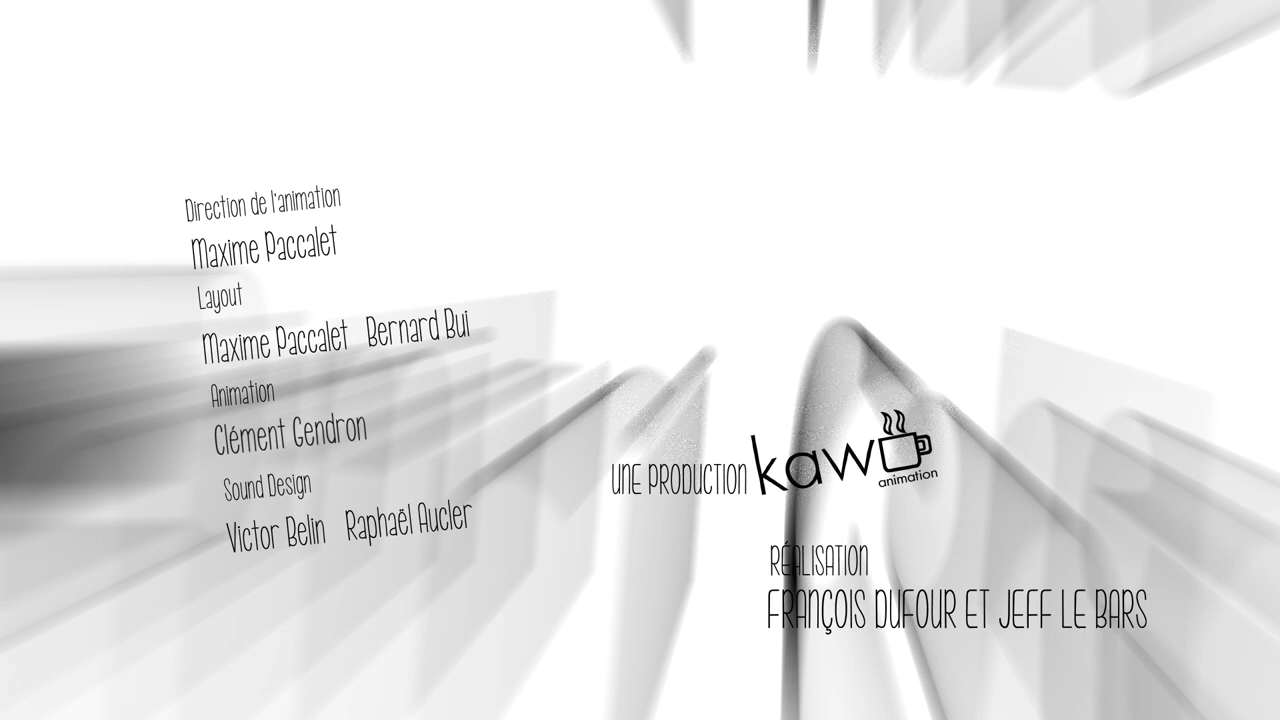 Direction de l'animation
Maxime Paccalet
Layout
Maxime Paccalet Bernard Bui
Animation
Clément Gendron
Sound Design
Victor Belin Raphaël Aucler
UNE PRODUCTION kawa animation
RÉALISATION
FRANÇOIS DUFOUR ET JEFF LE BARS